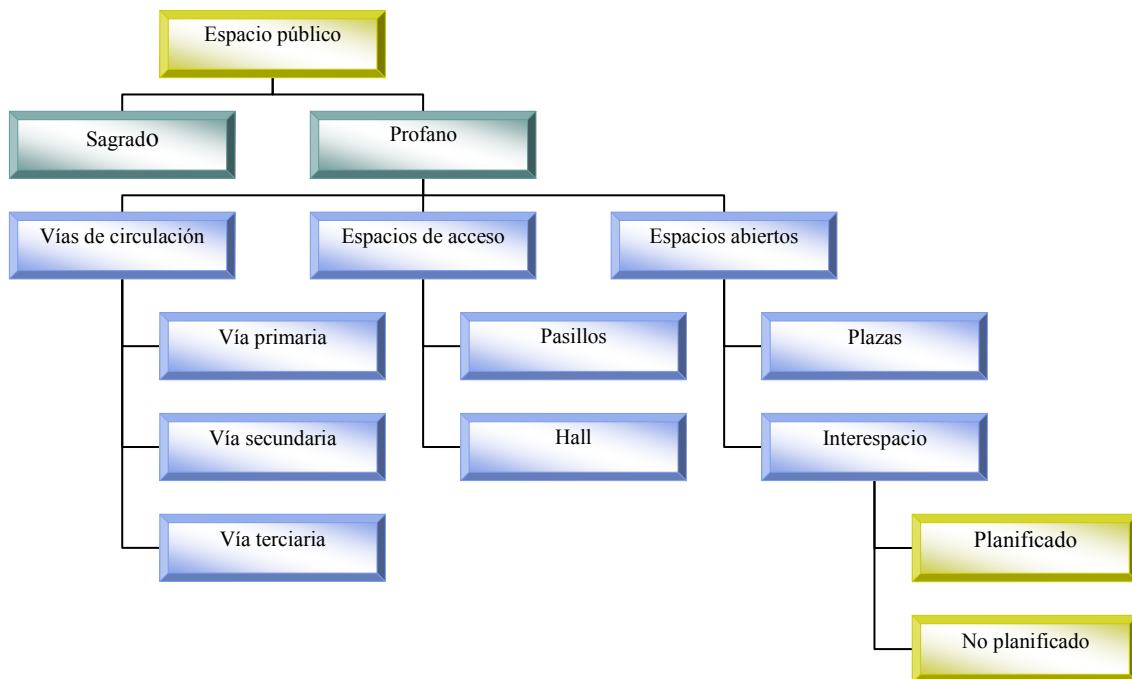 Espacio público
Sagrado
Profano
Vías de circulación
Espacios de acceso
Espacios abiertos
Vía primaria
Pasillos
Plazas
Vía secundaria
Hall
Interespacio
Vía terciaria
Planificado
No planificado